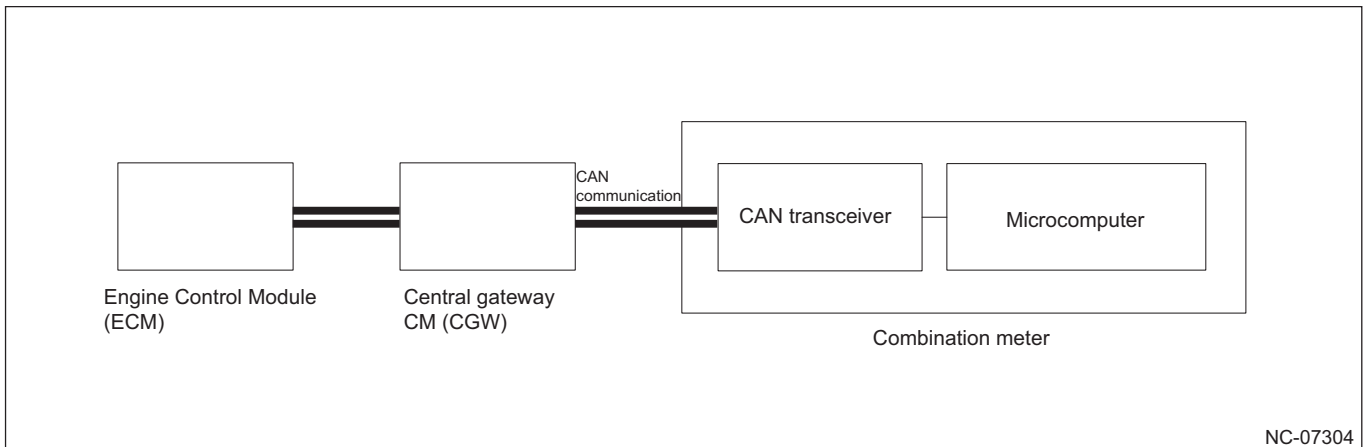 CAN
communication
CAN transceiver
Microcomputer
Engine Control Module
(ECM)
Central gateway
CM (CGW)
Combination meter
NC-07304